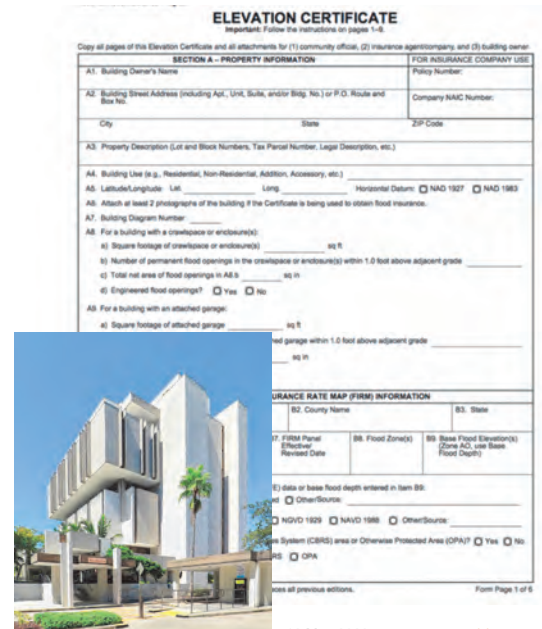 ELEVATION CERTIFICATE
Important: Follow the instructions on pages 1–9.
Copy all pages of this Elevation Certificate and all attachments for (1) community official, (2) insurance agent/company, and (3) building owner.
SECTION A – PROPERTY INFORMATION
FOR INSURANCE COMPANY USE
A1. Building Owner's Name
Policy Number:
A2. Building Street Address (including Apt., Unit, Suite, and/or Bldg. No.) or P.O. Route and
Box No.
Company NAIC Number:
City State ZIP Code
A3. Property Description (Lot and Block Numbers, Tax Parcel Number, Legal Description, etc.)
A4. Building Use (e.g., Residential, Non-Residential, Addition, Accessory, etc.)
A5. Latitude/Longitude: Lat. Long. Horizontal Datum: NAD 1927 NAD 1983
A6. Attach at least 2 photographs of the building if the Certificate is being used to obtain flood insurance.
A7. Building Diagram Number
A8. For a building with a crawlspace or enclosure(s):
a) Square footage of crawlspace or enclosure(s) sq ft
b) Number of permanent flood openings in the crawlspace or enclosure(s) within 1.0 foot above adjacent grade
c) Total net area of flood openings in A8.b sq in
d) Engineered flood openings? Yes No
A9. For a building with an attached garage:
a) Square footage of attached garage sq ft
garage within 1.0 foot above adjacent grade
sq in
RATE MAP (FIRM) INFORMATION
B2. County Name
B3. State
FIRM Panel
Effective/
Revised Date
B8. Flood Zone(s)
B9. Base Flood Elevation(s)
(Zone AO, use Base
Flood Depth)
data or base flood depth entered in Item B9:
Other/Source:
NGVD 1929 NAVD 1988 Other/Source:
System (CBRS) area or Otherwise Protected Area (OPA)? Yes No
OPA
all previous editions.
Form Page 1 of 6